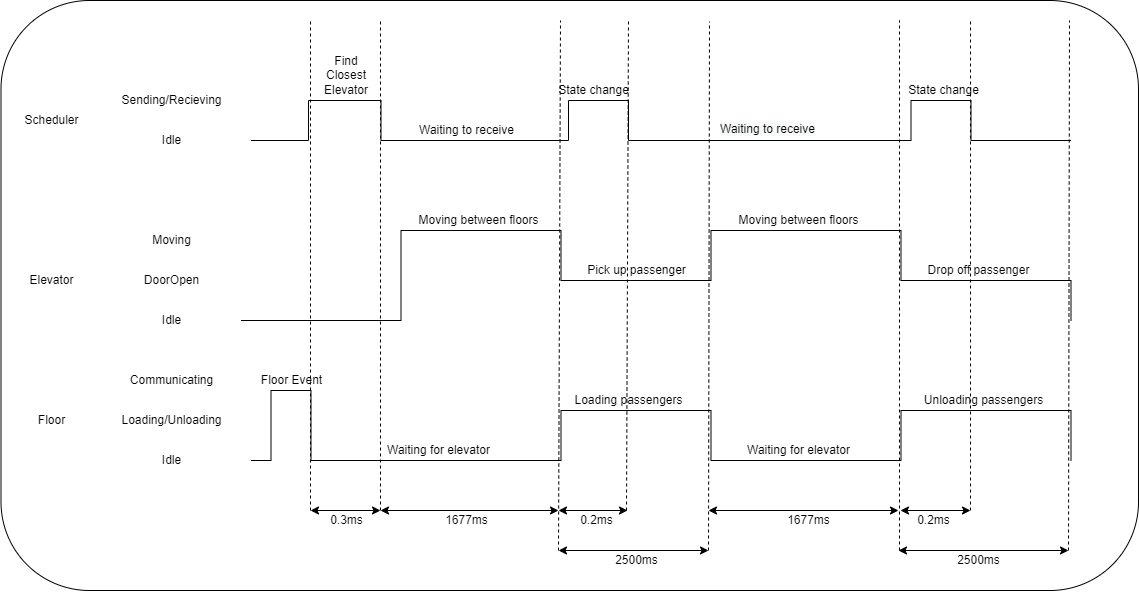 Find
Closest
Elevator
State change
State change
Sending/Recieving
Scheduler
Waiting to receive
Waiting to receive
Idle
Moving between floors
Moving between floors
Moving
Pick up passenger
Drop off passenger
Elevator
DoorOpen
Idle
Communicating
Floor Event
Loading passengers
Unloading passengers
Floor
Loading/Unloading
Waiting for elevator
Waiting for elevator
Idle
0.3ms
1677ms
0.2ms
1677ms
0.2ms
2500ms
2500ms